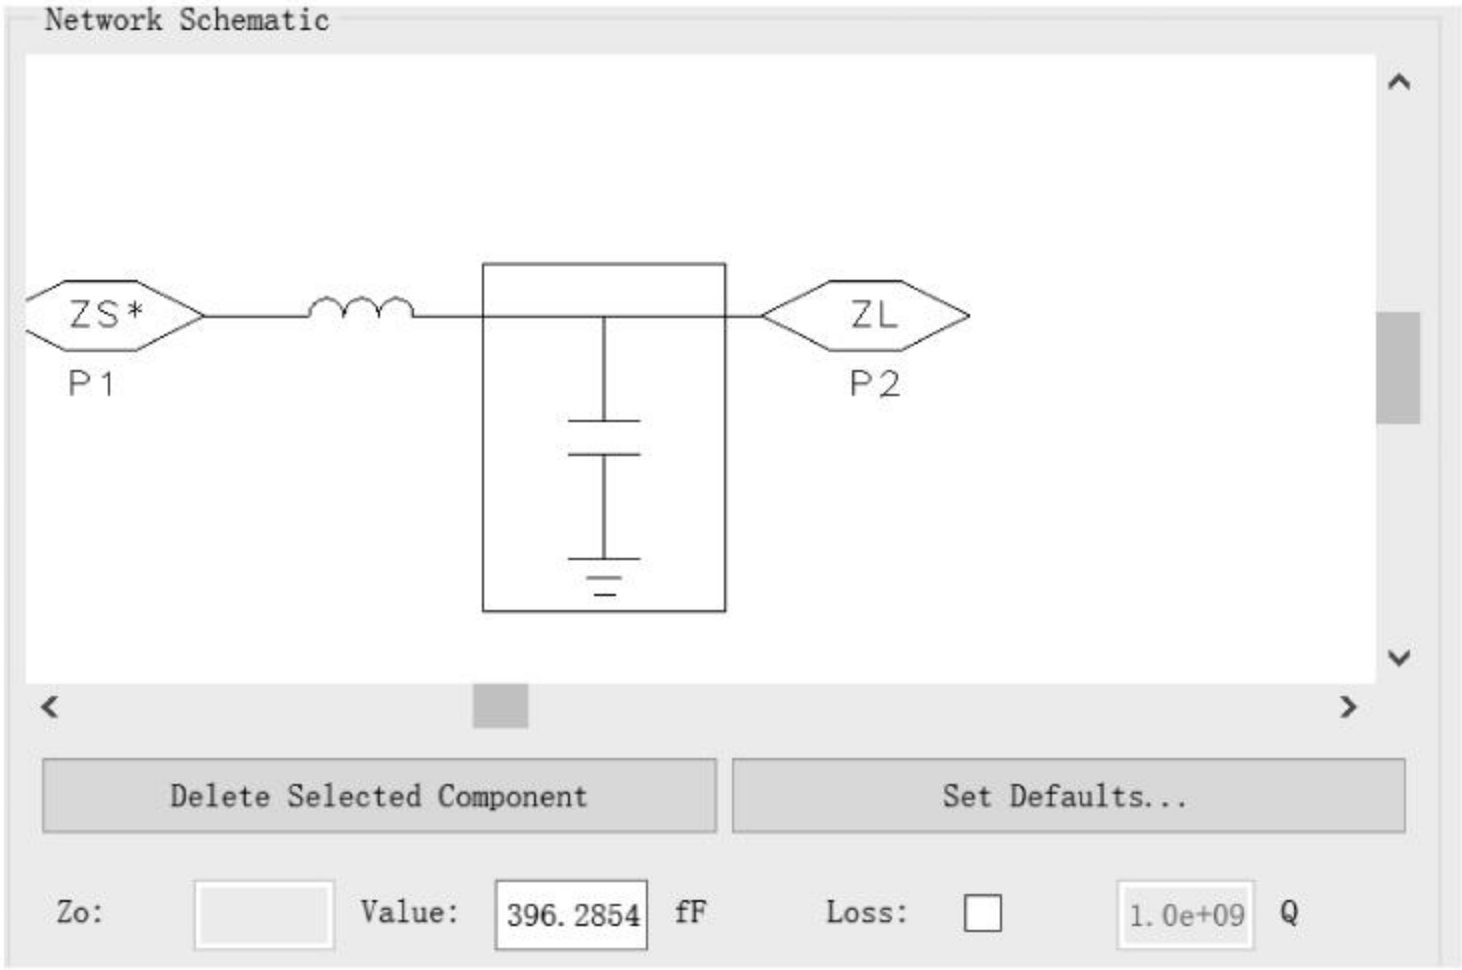 Network Schematic
ZS*
ZL
P1
P2
Delete Selected Component
Set Defaults...
Zo:
Value: 396.2854 fF
Loss:
1.0e+09 Q